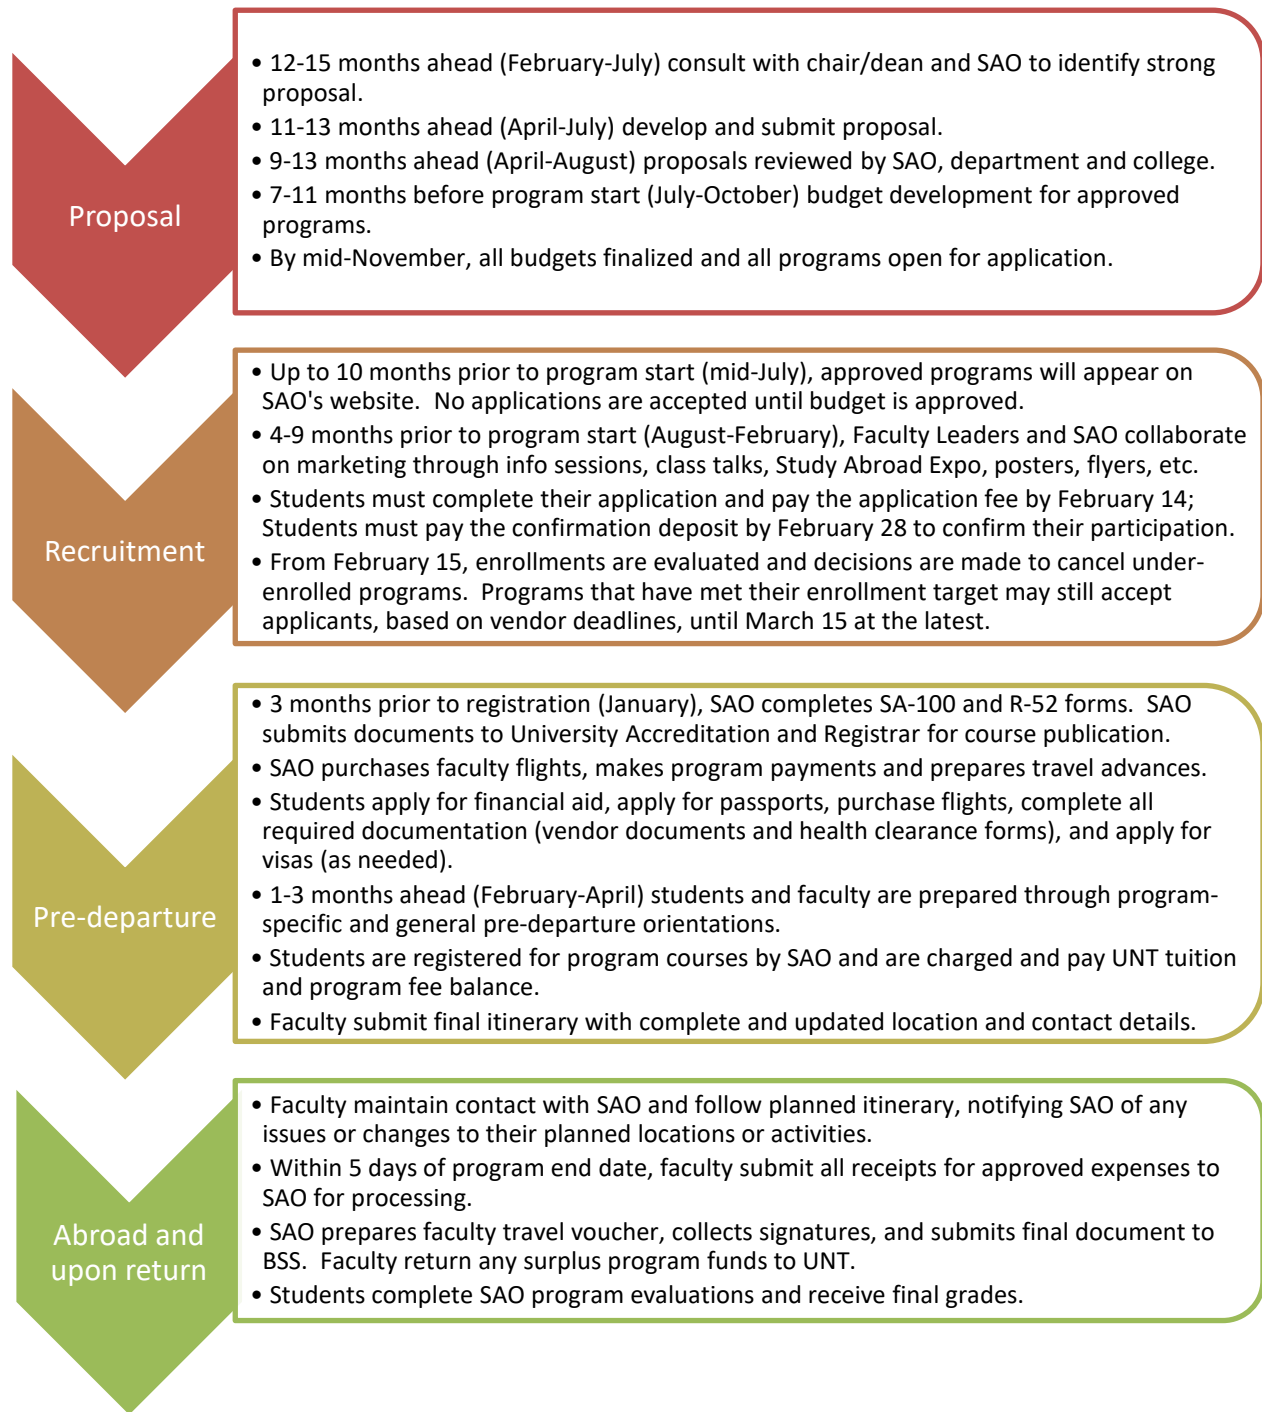 Proposal
• 12-15 months ahead (February-July) consult with chair/dean and SAO to identify strong
proposal.
• 11-13 months ahead (April-July) develop and submit proposal.
• 9-13 months ahead (April-August) proposals reviewed by SAO, department and college.
• 7-11 months before program start (July-October) budget development for approved
programs.
• By mid-November, all budgets finalized and all programs open for application.
Recruitment
• Up to 10 months prior to program start (mid-July), approved programs will appear on
SAO's website.  No applications are accepted until budget is approved.
• 4-9 months prior to program start (August-February), Faculty Leaders and SAO collaborate
on marketing through info sessions, class talks, Study Abroad Expo, posters, flyers, etc.
• Students must complete their application and pay the application fee by February 14;
Students must pay the confirmation deposit by February 28 to confirm their participation.
• From February 15, enrollments are evaluated and decisions are made to cancel under-
enrolled programs.  Programs that have met their enrollment target may still accept
applicants, based on vendor deadlines, until March 15 at the latest.
Pre-departure
• 3 months prior to registration (January), SAO completes SA-100 and R-52 forms.  SAO
submits documents to University Accreditation and Registrar for course publication.
• SAO purchases faculty flights, makes program payments and prepares travel advances.
• Students apply for financial aid, apply for passports, purchase flights, complete all
required documentation (vendor documents and health clearance forms), and apply for
visas (as needed).
• 1-3 months ahead (February-April) students and faculty are prepared through program-
specific and general pre-departure orientations.
• Students are registered for program courses by SAO and are charged and pay UNT tuition
and program fee balance.
• Faculty submit final itinerary with complete and updated location and contact details.
Abroad and
upon return
• Faculty maintain contact with SAO and follow planned itinerary, notifying SAO of any
issues or changes to their planned locations or activities.
• Within 5 days of program end date, faculty submit all receipts for approved expenses to
SAO for processing.
• SAO prepares faculty travel voucher, collects signatures, and submits final document to
BSS.  Faculty return any surplus program funds to UNT.
• Students complete SAO program evaluations and receive final grades.